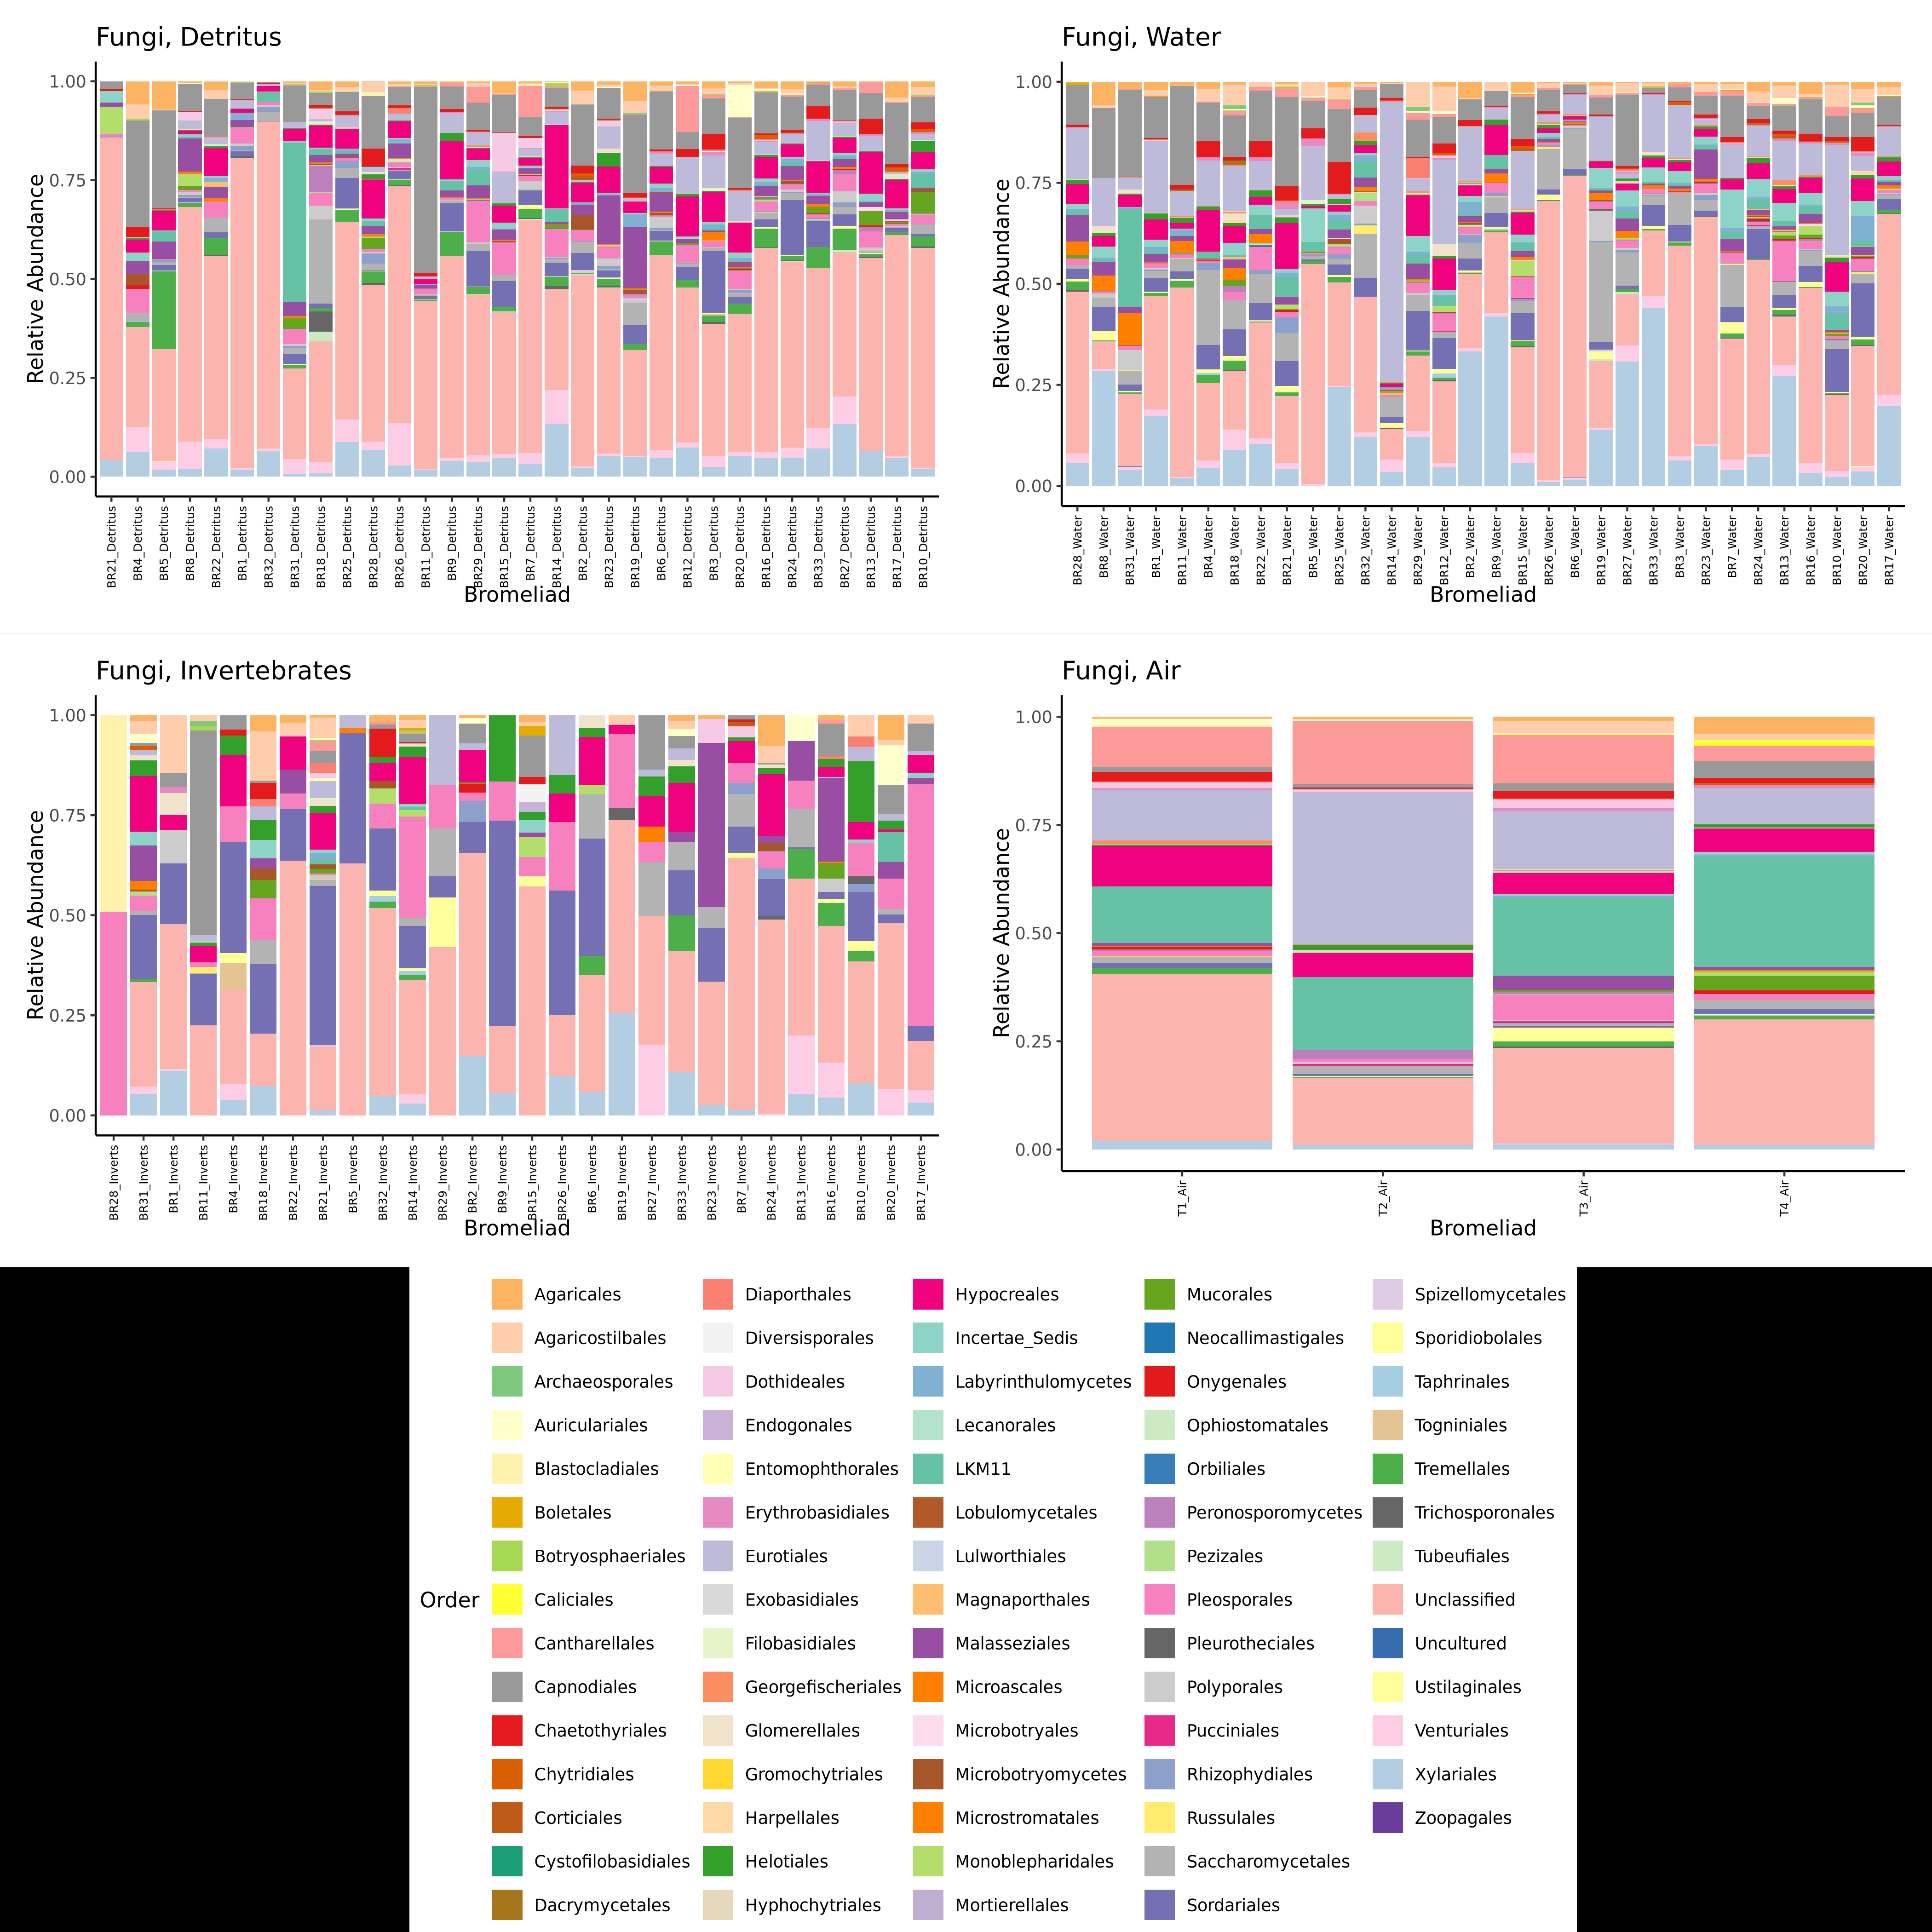 Fungi, Detritus
Relative Abundance
1.00
0.75
0.50
0.25
0.00
BR21_Detritus
BR4_Detritus
BR5_Detritus
BR8_Detritus
BR22_Detritus
BR1_Detritus
BR32_Detritus
BR31_Detritus
BR18_Detritus
BR25_Detritus
BR28_Detritus
BR26_Detritus
BR11_Detritus
BR9_Detritus
BR29_Detritus
BR15_Detritus
BR7_Detritus
BR14_Detritus
BR2_Detritus
BR23_Detritus
BR19_Detritus
BR6_Detritus
BR12_Detritus
BR3_Detritus
BR20_Detritus
BR16_Detritus
BR24_Detritus
BR33_Detritus
BR27_Detritus
BR13_Detritus
BR17_Detritus
BR10_Detritus
Bromeliad
Fungi, Water
Relative Abundance
1.00
0.75
0.50
0.25
0.00
BR28_Water
BR8_Water
BR31_Water
BR1_Water
BR11_Water
BR4_Water
BR18_Water
BR22_Water
BR21_Water
BR5_Water
BR25_Water
BR32_Water
BR14_Water
BR29_Water
BR12_Water
BR2_Water
BR9_Water
BR15_Water
BR26_Water
BR6_Water
BR19_Water
BR27_Water
BR33_Water
BR3_Water
BR23_Water
BR7_Water
BR24_Water
BR13_Water
BR16_Water
BR10_Water
BR20_Water
BR17_Water
Bromeliad
Fungi, Invertebrates
Relative Abundance
1.00
0.75
0.50
0.25
0.00
BR28_Inverts
BR31_Inverts
BR1_Inverts
BR11_Inverts
BR4_Inverts
BR18_Inverts
BR22_Inverts
BR21_Inverts
BR5_Inverts
BR32_Inverts
BR14_Inverts
BR29_Inverts
BR2_Inverts
BR9_Inverts
BR15_Inverts
BR26_Inverts
BR6_Inverts
BR19_Inverts
BR27_Inverts
BR33_Inverts
BR23_Inverts
BR7_Inverts
BR24_Inverts
BR13_Inverts
BR16_Inverts
BR10_Inverts
BR20_Inverts
BR17_Inverts
Bromeliad
Fungi, Air
Relative Abundance
1.00
0.75
0.50
0.25
0.00
T1_Air
T2_Air
T3_Air
T4_Air
Bromeliad
Order
Agaricales
Agaricostilbales
Archaeosporales
Auriculariales
Blastocladiales
Boletales
Botryosphaeriales
Caliciales
Cantharellales
Capnodiales
Chaetothyriales
Chytridiales
Corticiales
Cystofilobasidiales
Dacrymycetales
Diaporthales
Diversisporales
Dothideales
Endogonales
Entomophthorales
Erythrobasidiales
Eurotiales
Exobasidiales
Filobasidiales
Georgefischeriales
Glomerellales
Gromochytriales
Harpellales
Helotiales
Hyphochytriales
Hypocreales
Incertae_Sedis
Labyrinthulomycetes
Lecanorales
LKM11
Lobulomycetales
Lulworthiales
Magnaporthales
Malasseziales
Microascales
Microbotryales
Microbotryomycetes
Microstromatales
Monoblepharidales
Mortierellales
Mucorales
Neocallimastigales
Onygenales
Ophiostomatales
Orbiliales
Peronosporomycetes
Pezizales
Pleosporales
Pleurotheciales
Polyporales
Pucciniales
Rhizophydiales
Russulales
Saccharomycetales
Sordariales
Spizellomycetales
Sporidiobolales
Taphrinales
Togniniales
Tremellales
Trichosporonales
Tubeufiales
Unclassified
Uncultured
Ustilaginales
Venturiales
Xylariales
Zoopagales